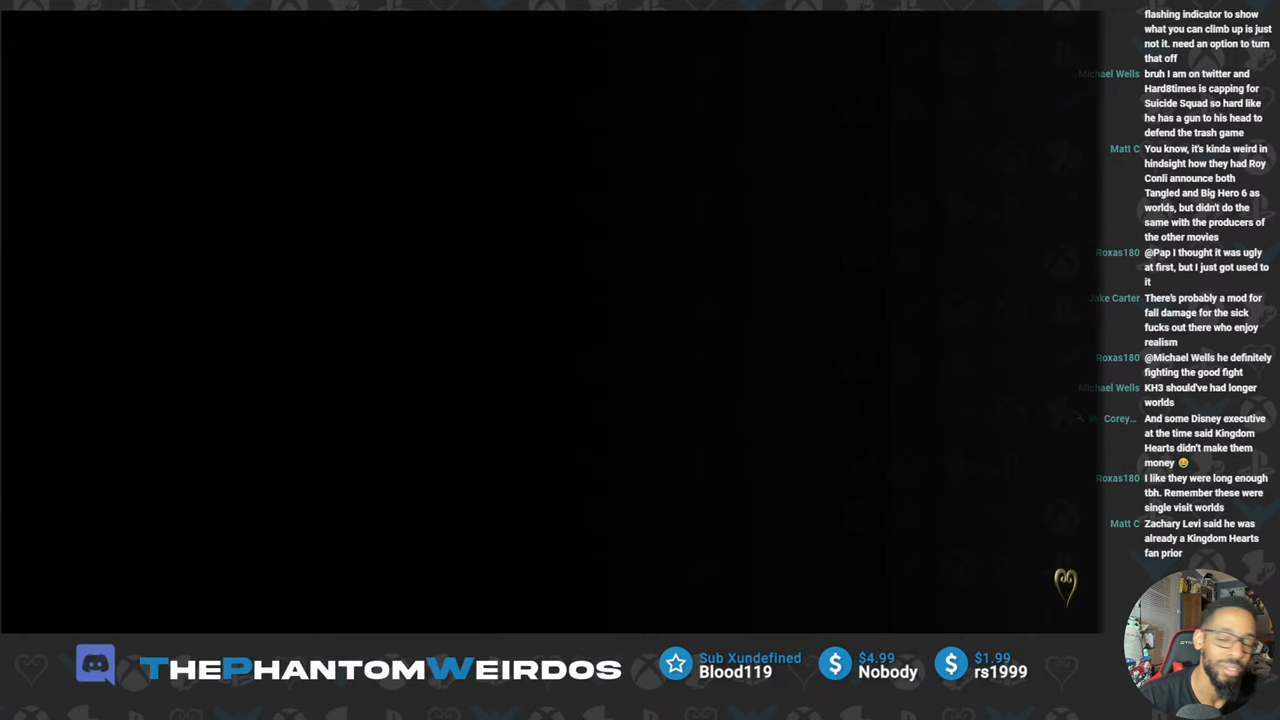 flashing indicator to show
what you can climb up is just
not it. need an option to turn
that off
Michael Wells bruh I am on twitter and
Hard8times is capping for
Suicide Squad so hard like
he has a gun to his head to
defend the trash game
Matt C You know, it's kinda weird in
hindsight how they had Roy
Conli announce both
Tangled and Big Hero 6 as
worlds, but didn't do the
same with the producers of
the other movies
Roxas180 @Pap I thought it was ugly
at first, but I just got used to
it
Jake Carter There's probably a mod for
fall damage for the sick
fucks out there who enjoy
realism
Roxas180 @Michael Wells he definitely
fighting the good fight
Michael Wells KH3 should've had longer
worlds
Corey... And some Disney executive
at the time said Kingdom
Hearts didn't make them
money 😂
Roxas180 I like they were long enough
tbh. Remember these were
single visit worlds
Matt C Zachary Levi said he was
already a Kingdom Hearts
fan prior
THEPHANTOMWEIRDOS
Sub Xundefined
Blood119
$4.99
Nobody
$1.99
rs1999